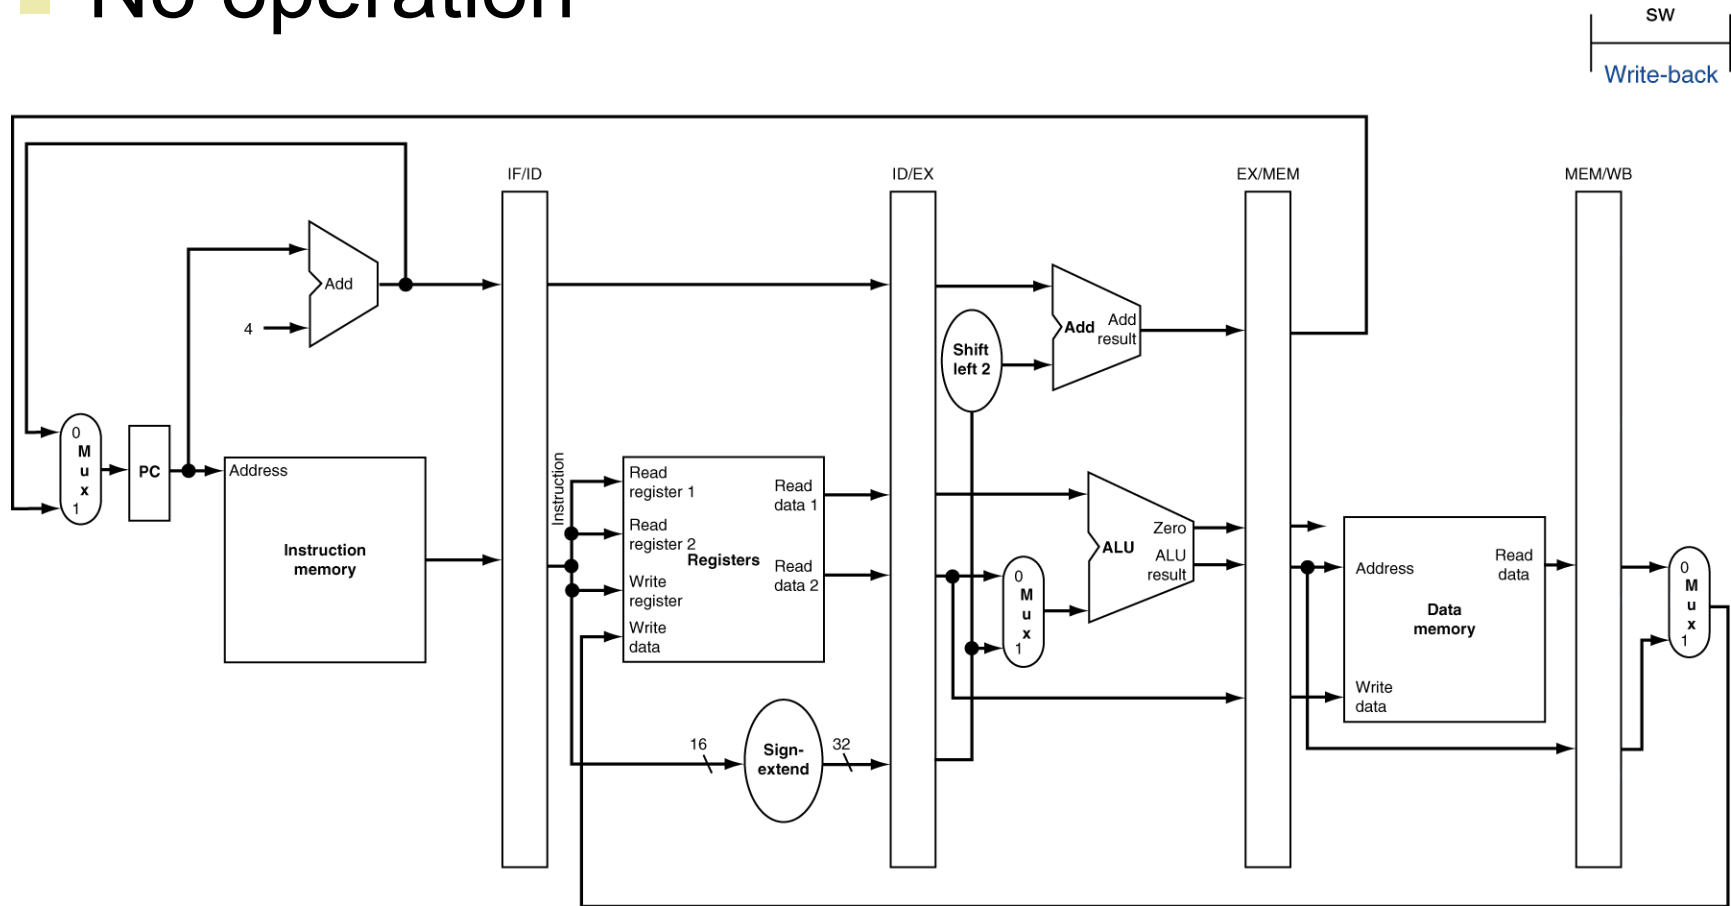 No operation
SW
Write-back
IF/ID
ID/EX
EX/MEM
MEM/WB
Add
4
Add
Add
result
Shift
left 2
0
M
u
x
1
PC
Address
Instruction
memory
Instruction
Read
register 1
Read
register 2
Write
register
Write
data
Registers
Read
data 1
Read
data 2
16
Sign-
extend
32
0
M
u
x
1
ALU
Zero
ALU
result
Address
Read
data
Data
memory
Write
data
0
M
u
x
1